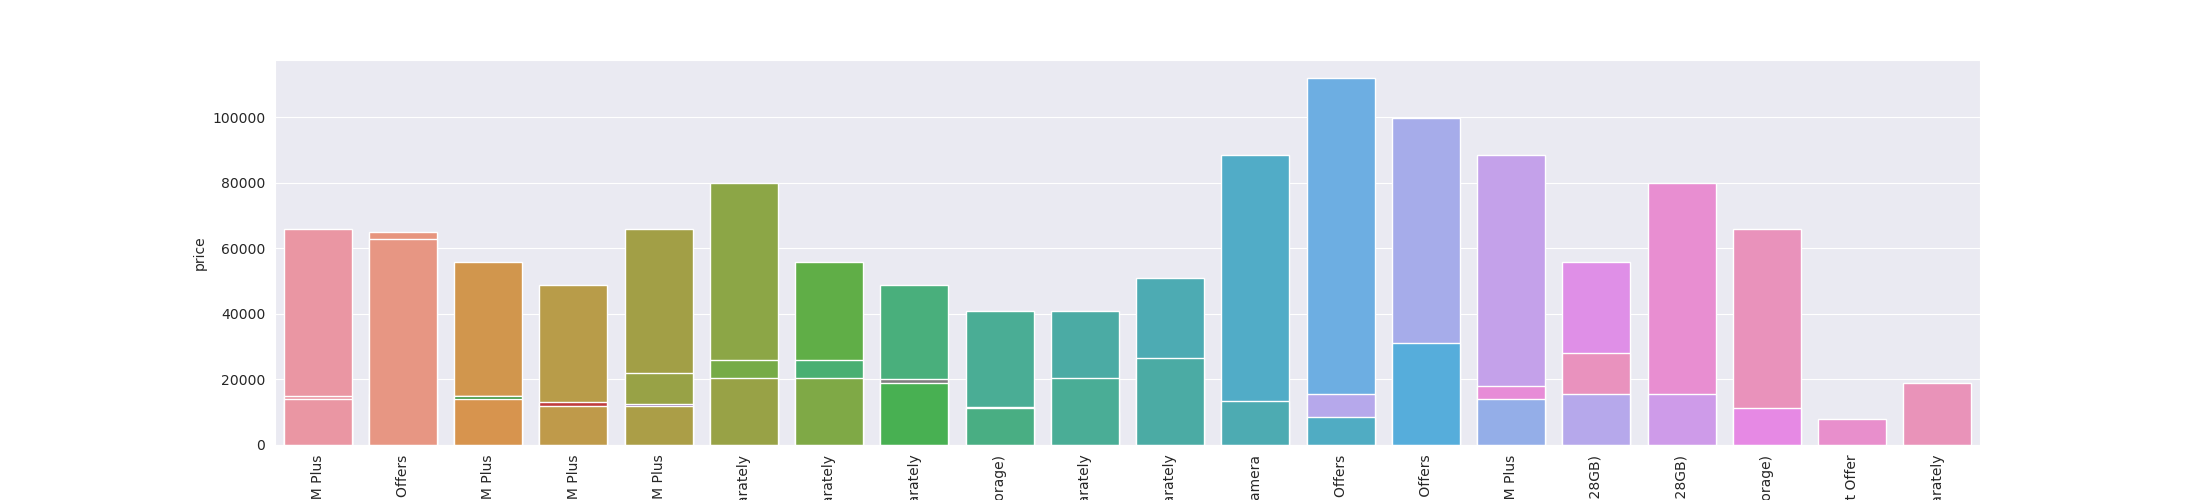 100000
80000
60000
40000
20000
0
price
M Plus
Offers
M Plus
M Plus
M Plus
arately
arately
arately
orage)
arately
arately
amera
Offers
Offers
M Plus
28GB)
28GB)
orage)
t Offer
arately